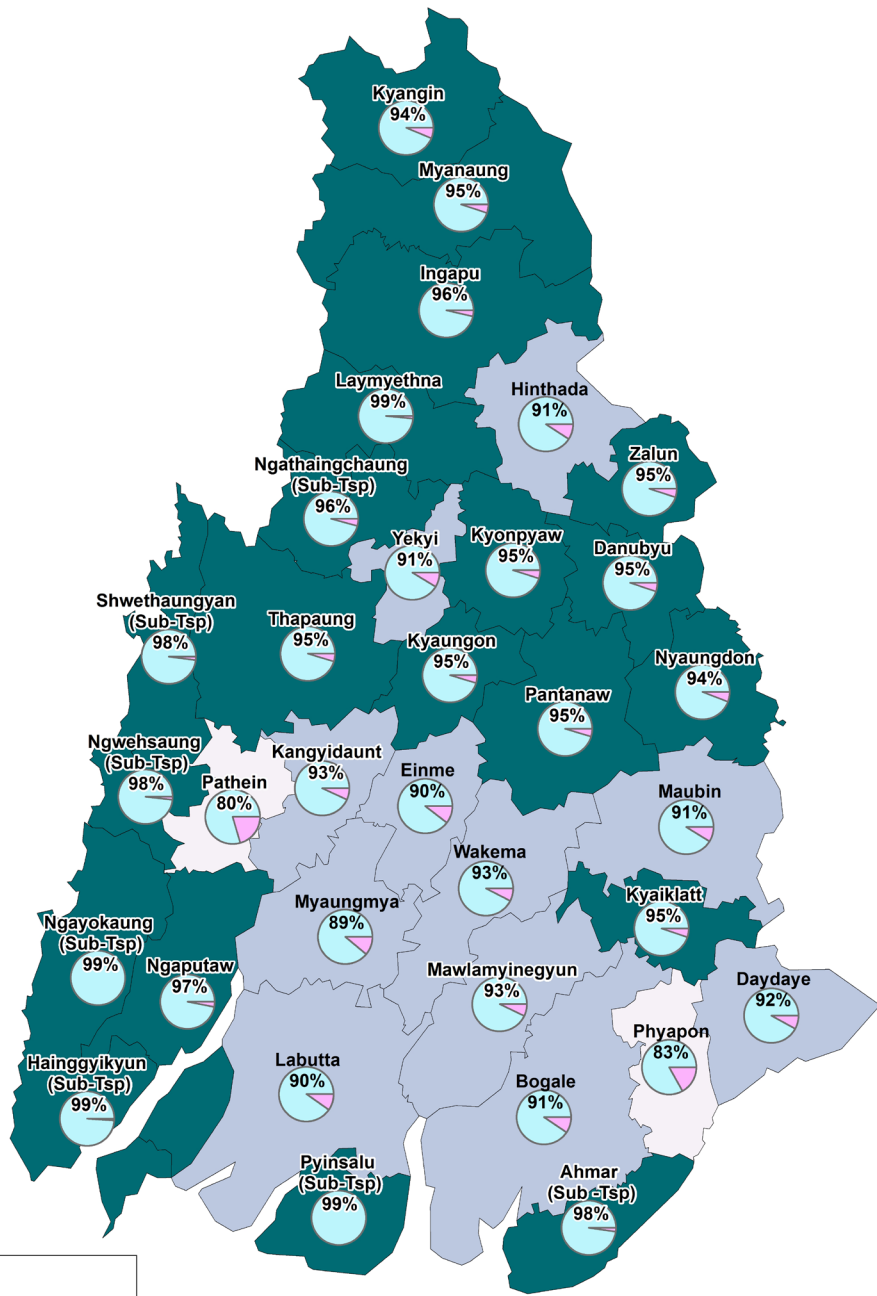 Kyangin
94%
Myanaung
95%
Ingapu
96%
Laymyethna
99%
Hinthada
91%
Zalun
95%
Ngathaingchaung
(Sub-Tsp)
96%
Yekyi
91%
Kyonpyaw
95%
Danubyu
95%
Shwethaungyan
(Sub-Tsp)
98%
Thapaung
95%
Kyaungon
95%
Nyaungdon
94%
Pantanaw
95%
Ngwehsaung
(Sub-Tsp)
98%
Pathein
80%
Kangyidaunt
93%
Einme
90%
Maubin
91%
Wakema
93%
Kyaiklatt
95%
Myaungmya
89%
Ngayokaung
(Sub-Tsp)
99%
Ngaputaw
97%
Mawlamyinegyun
93%
Daydaye
92%
Phyapon
83%
Hainggyikyun
(Sub-Tsp)
99%
Labutta
90%
Bogale
91%
Pyinsalu
(Sub-Tsp)
99%
Ahmar
(Sub -Tsp)
98%